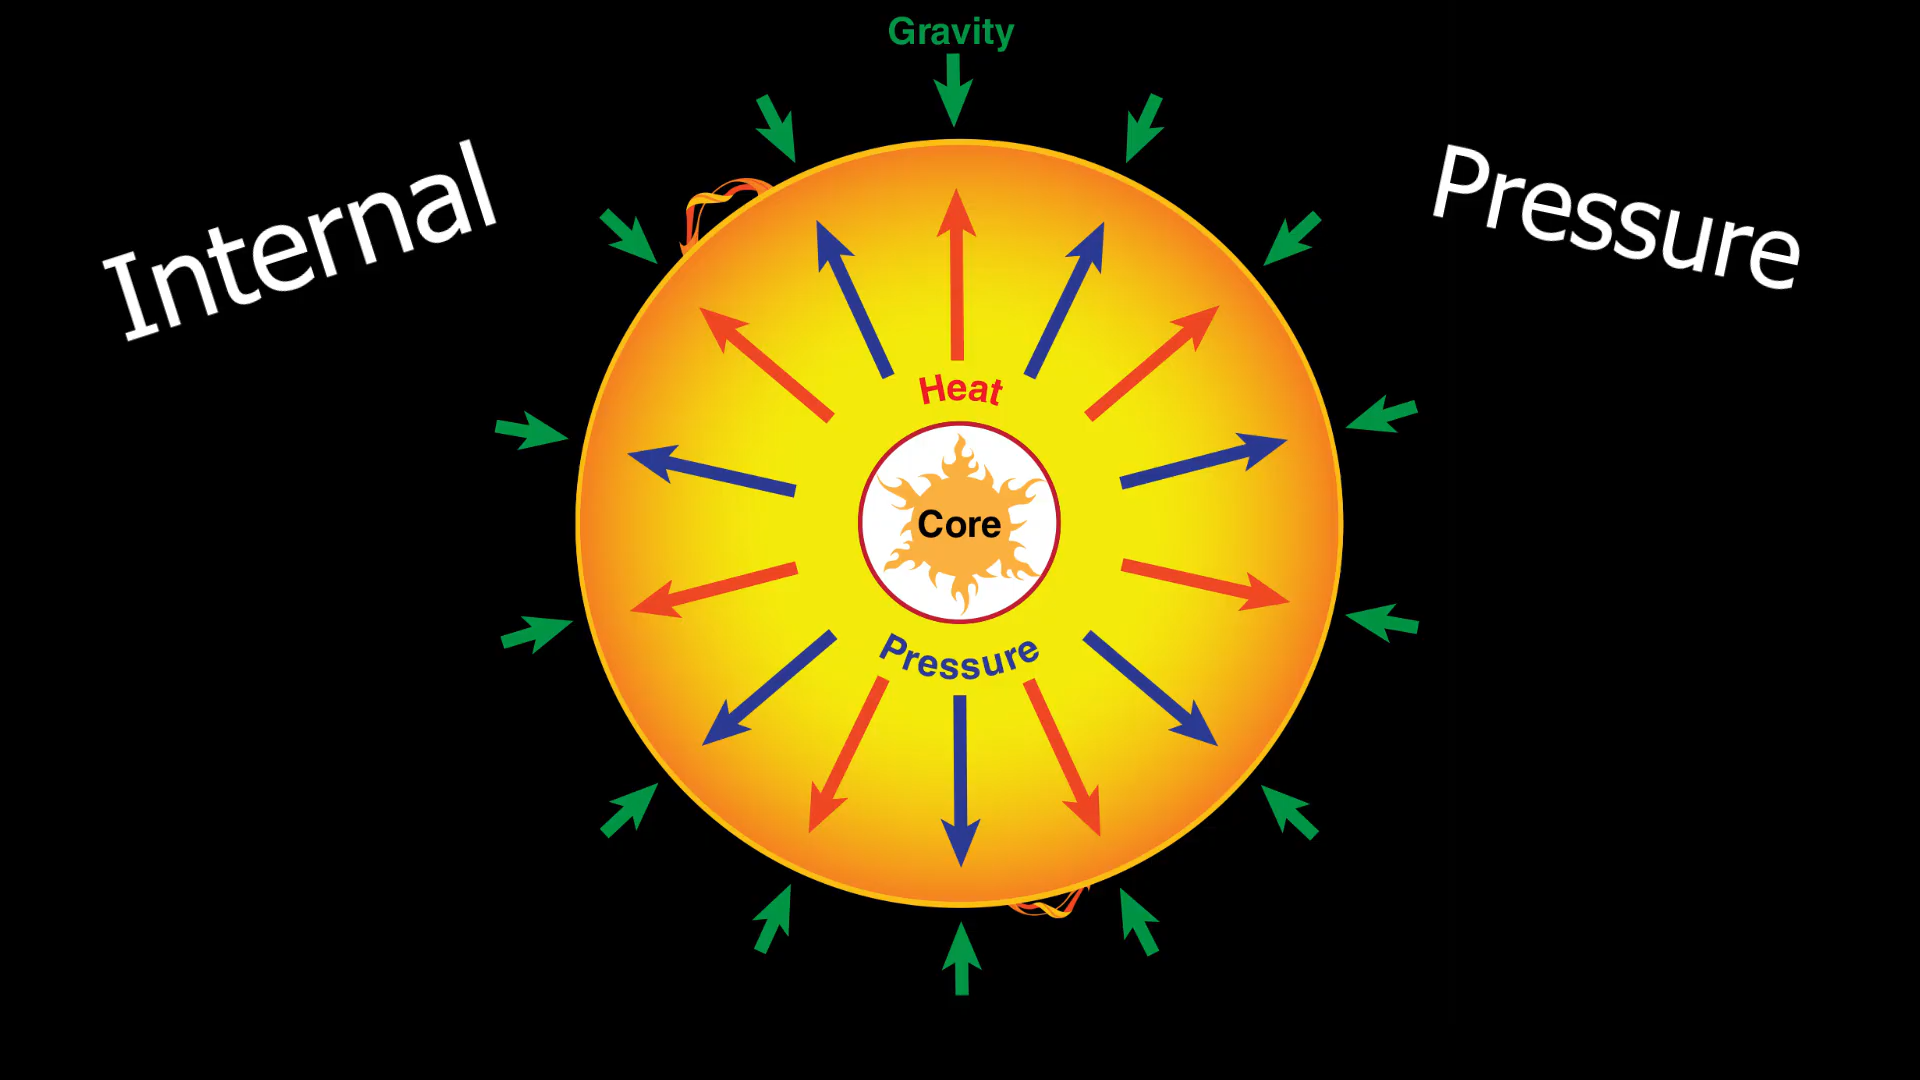 Gravity
Internal
Pressure
Heat
Core
Pressure